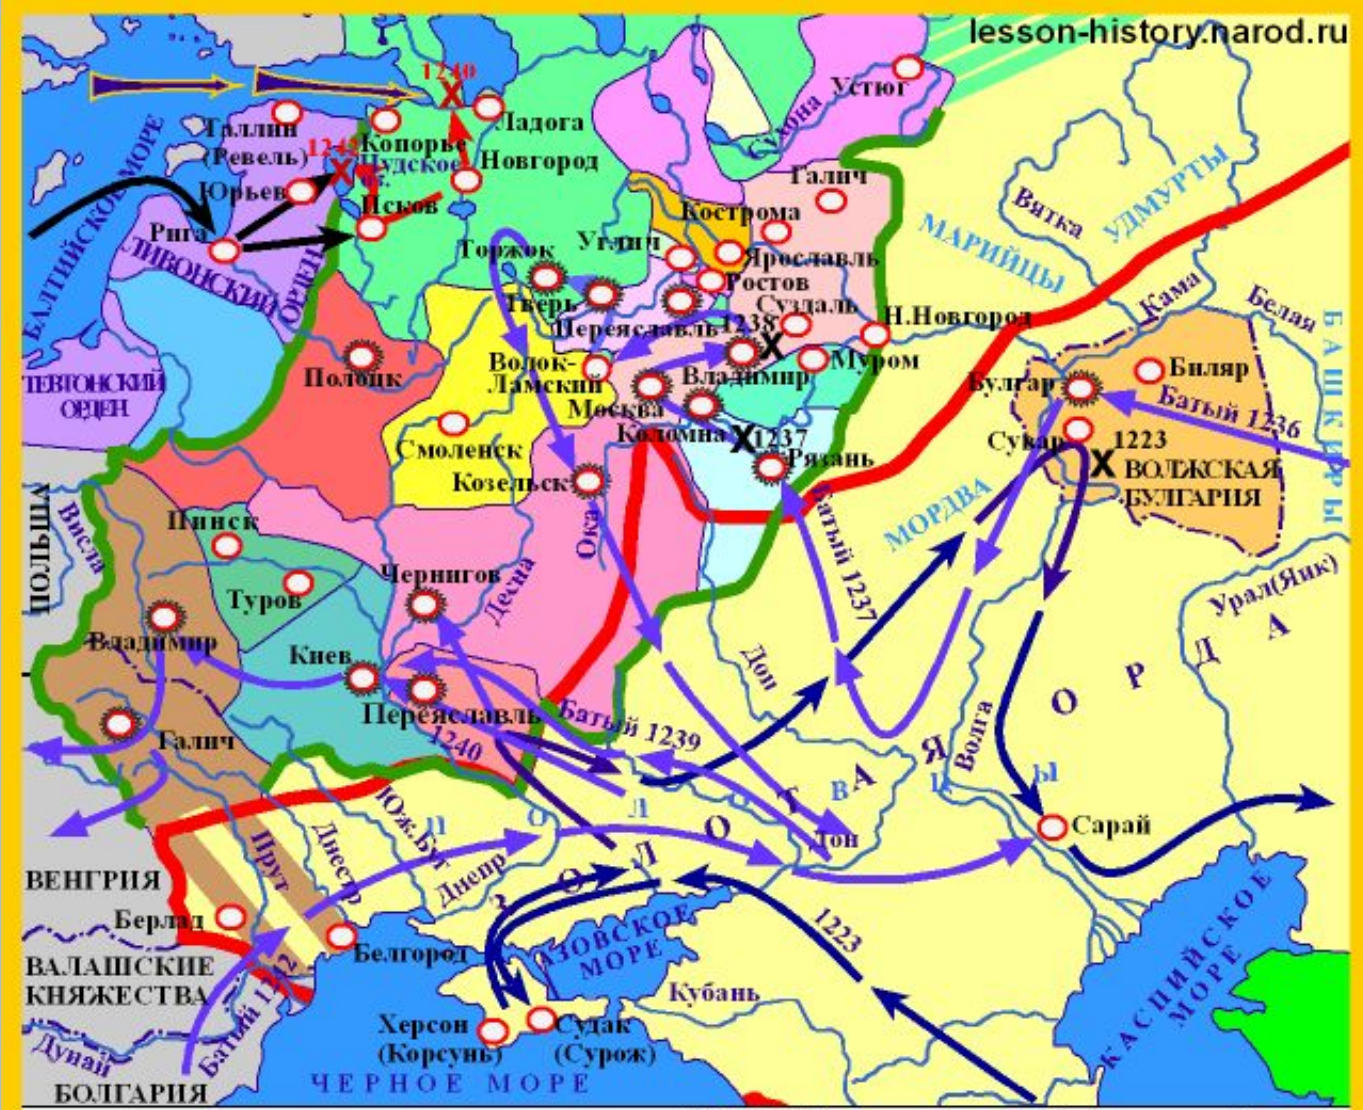 lesson-history.narod.ru
1240
Устюг
Сухона
Ладога
Таллин
(Ревель)
Копорье
Чудское
оз.
Новгород
БАЛТИЙСКОЕ МОРЕ
Юрьев
Псков
Галич
Кострома
Вятка
УДМУРТЫ
МАРИЙЦЫ
Рига
ЛИВОНСКИЙ
ОРДЕН
Торжок
Углич
Ярославль
Ростов
Тверь
Суздаль
Переяславль
1238
Н.Новгород
Кама
Белая
БАШКИРЫ
Полоцк
Волок-
Ламский
Владимир
Муром
Москва
Коломна
1237
Рязань
Булгар
Биляр
Батый 1236
Сувар
1223
ВОЛЖСКАЯ
БУЛГАРИЯ
ТЕВТОНСКИЙ
ОРДЕН
Смоленск
Козельск
МОРДВА
Батый 1237
ПОЛЬША
Висла
Пинск
Туров
Чернигов
Десна
Ока
Урал(Яик)
Владимир
Киев
Дон
Волга
ЗОЛОТАЯ ОРДА
Галич
Переяславль
1240
Батый 1239
ПОЛОВЦЫ
Дон
Сарай
Юж.Буг
Днестр
Прут
Днепр
ВЕНГРИЯ
Берлад
Белгород
АЗОВСКОЕ
МОРЕ
1223
КАСПИЙСКОЕ
МОРЕ
ВАЛАШСКИЕ
КНЯЖЕСТВА
Батый 1242
Кубань
Херсон
(Корсунь)
Судак
(Сурож)
Дунай
БОЛГАРИЯ
ЧЕРНОЕ МОРЕ